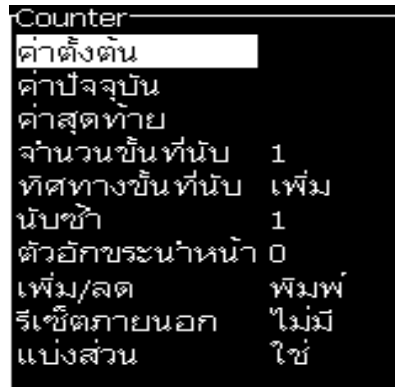 Counter
ค่าตั้งต้น
ค่าปัจจุบัน
ค่าสุดท้าย
จำนวนขั้นที่นับ 1
ทิศทางขั้นที่นับ เพิ่ม
นับซ้ำ 1
ตัวอักขระนำหน้า 0
เพิ่ม/ลด พิมพ์
รีเซ็ตภายนอก ไม่มี
แบ่งส่วน ใช่